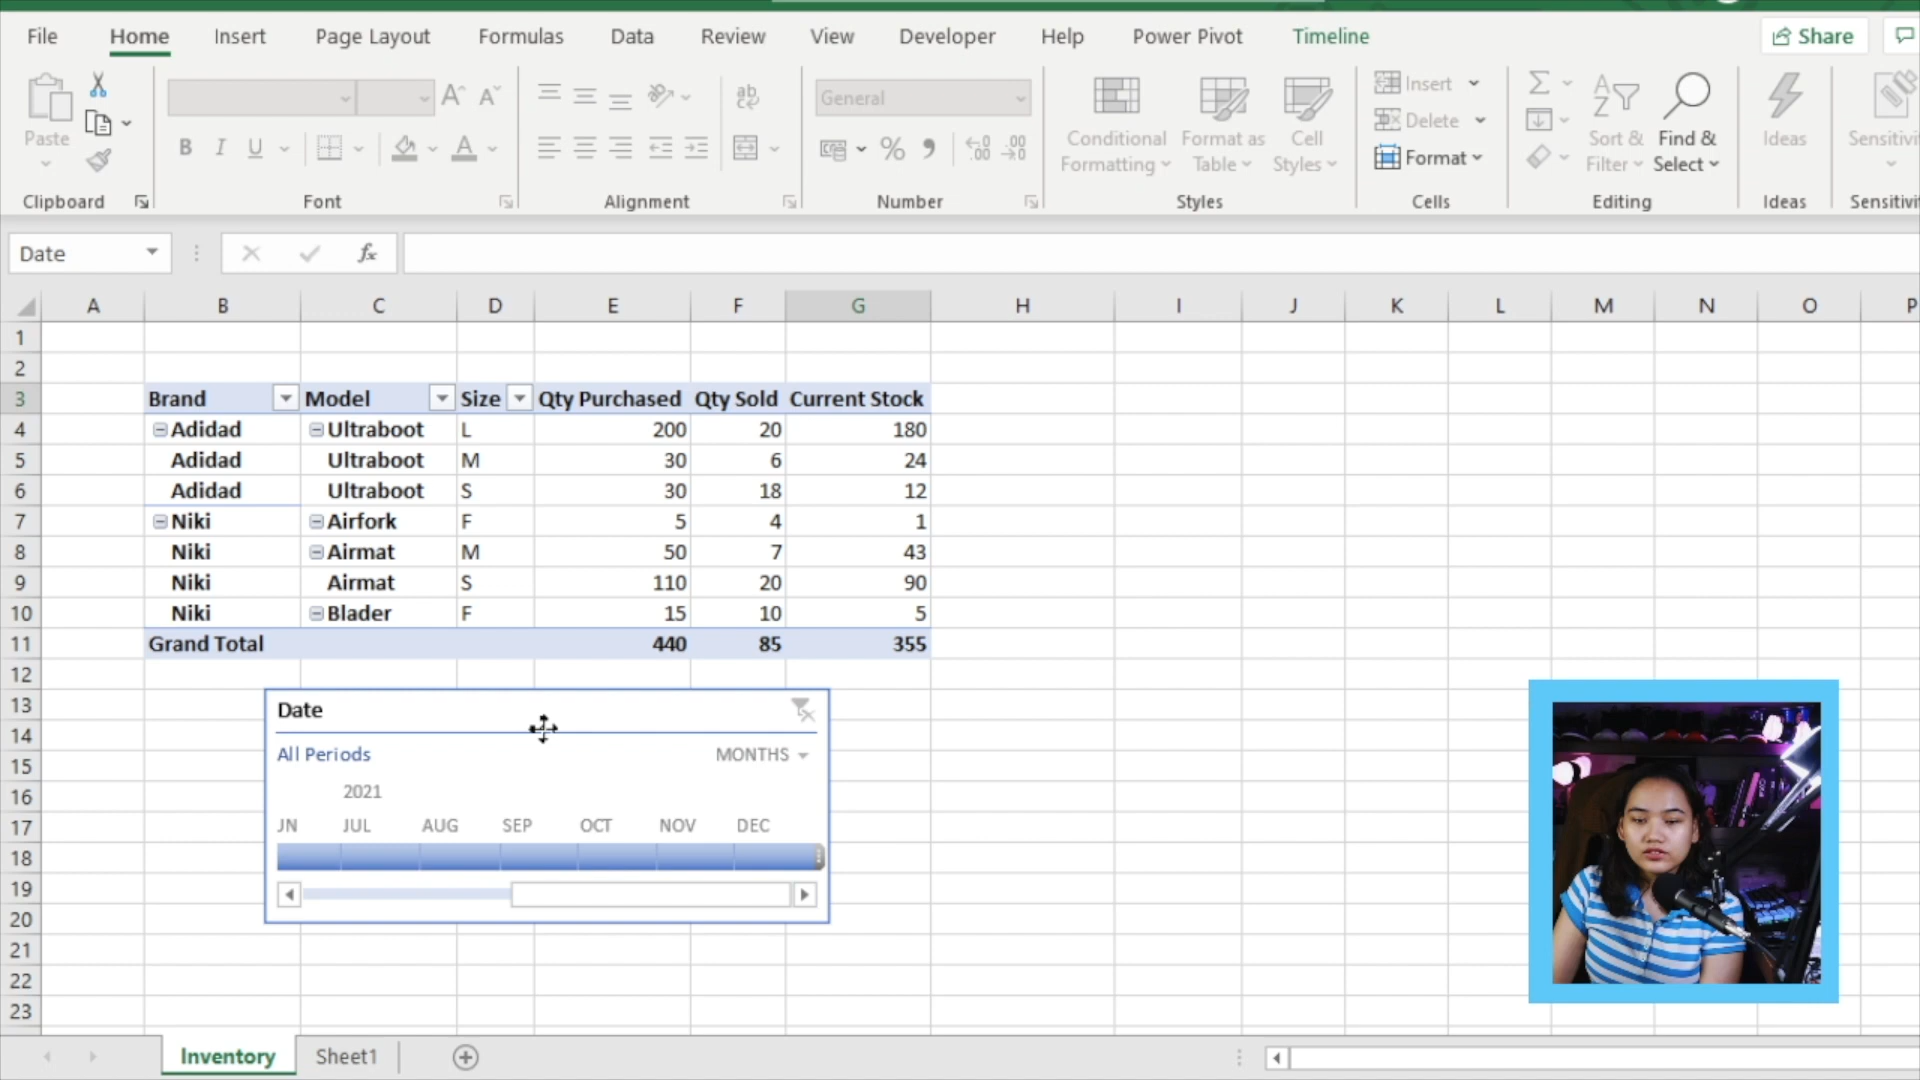 File Home Insert Page Layout Formulas Data Review View Developer Help Power Pivot Timeline Share
Paste
Clipboard
B I U A
Font
ab
Alignment
General
%
Number
Conditional Formatting
Format as Table
Cell Styles
Styles
Insert
Delete
Format
Cells
Sort & Filter
Find & Select
Editing
Ideas
Ideas
Sensitivi
Sensitivi
Date fx
A B C D E F G H I J K L M N O P
1
2
3 Brand Model Size Qty Purchased Qty Sold Current Stock
4 Adidad Ultraboot L 200 20 180
5 Adidad Ultraboot M 30 6 24
6 Adidad Ultraboot S 30 18 12
7 Niki Airfork F 5 4 1
8 Niki Airmat M 50 7 43
9 Niki Airmat S 110 20 90
10 Niki Blader F 15 10 5
11 Grand Total 440 85 355
12
13 Date
14
15 All Periods MONTHS
16 2021
17 JN JUL AUG SEP OCT NOV DEC
18
19
20
21
22
23
Inventory Sheet1